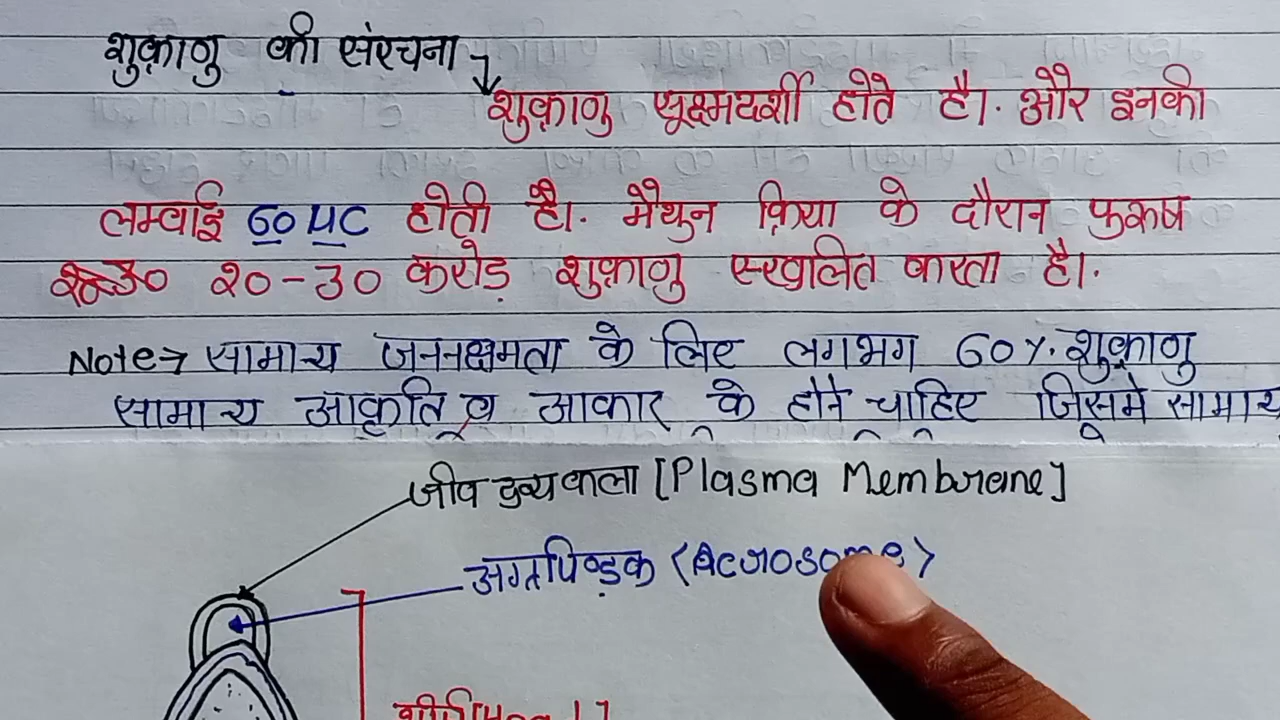 शुक्राणु की संरचना →
शुक्राणु सूक्ष्मदर्शी होते है। और इनकी
लम्वाई 60 μC होती है। मैथुन क्रिया के दौरान पुरूष
20-30 करोड़ शुक्राणु स्खलित करता है।
Note→ सामान्य जननक्षमता के लिए लगभग 60%. शुक्राणु
सामान्य आकृति व आकार के होने चाहिए जिसमे सामान्य
जीव द्रव्यकला [Plasma Membrane]
अग्रपिण्ड़क (Acrosome)